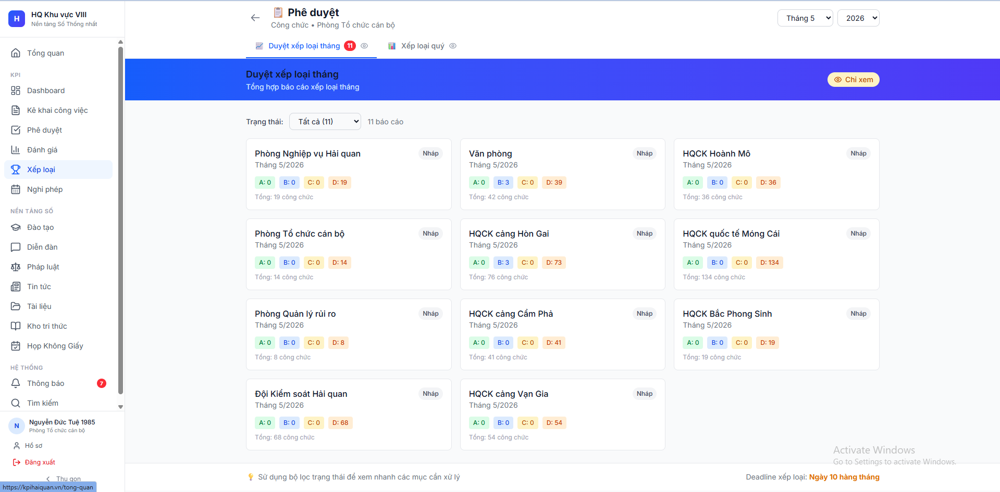 H
HQ Khu vực VIII
Nền tảng Số Thống nhất
Tổng quan
KPI
Dashboard
Kê khai công việc
Phê duyệt
Đánh giá
Xếp loại
Nghỉ phép
NỀN TẢNG SỐ
Đào tạo
Diễn đàn
Pháp luật
Tin tức
Tài liệu
Kho tri thức
Họp Không Giấy
HỆ THỐNG
Thông báo
7
Tìm kiếm
N
Nguyễn Đức Tuệ 1985
Phòng Tổ chức cán bộ
Hồ sơ
Đăng xuất
Thu gọn
https://kpihaiquan.vn/tong-quan
Phê duyệt
Công chức • Phòng Tổ chức cán bộ
Tháng 5
2026
Duyệt xếp loại tháng 11
Xếp loại quý
Duyệt xếp loại tháng
Tổng hợp báo cáo xếp loại tháng
Chỉ xem
Trạng thái: Tất cả (11) 11 báo cáo
Phòng Nghiệp vụ Hải quan Nháp
Tháng 5/2026
A: 0 B: 0 C: 0 D: 19
Tổng: 19 công chức
Văn phòng Nháp
Tháng 5/2026
A: 0 B: 3 C: 0 D: 39
Tổng: 42 công chức
HQCK Hoành Mô Nháp
Tháng 5/2026
A: 0 B: 0 C: 0 D: 36
Tổng: 36 công chức
Phòng Tổ chức cán bộ Nháp
Tháng 5/2026
A: 0 B: 0 C: 0 D: 14
Tổng: 14 công chức
HQCK cảng Hòn Gai Nháp
Tháng 5/2026
A: 0 B: 3 C: 0 D: 73
Tổng: 76 công chức
HQCK quốc tế Móng Cái Nháp
Tháng 5/2026
A: 0 B: 0 C: 0 D: 134
Tổng: 134 công chức
Phòng Quản lý rủi ro Nháp
Tháng 5/2026
A: 0 B: 0 C: 0 D: 8
Tổng: 8 công chức
HQCK cảng Cẩm Phả Nháp
Tháng 5/2026
A: 0 B: 0 C: 0 D: 41
Tổng: 41 công chức
HQCK Bắc Phong Sinh Nháp
Tháng 5/2026
A: 0 B: 0 C: 0 D: 19
Tổng: 19 công chức
Đội Kiểm soát Hải quan Nháp
Tháng 5/2026
A: 0 B: 0 C: 0 D: 68
Tổng: 68 công chức
HQCK cảng Vạn Gia Nháp
Tháng 5/2026
A: 0 B: 0 C: 0 D: 54
Tổng: 54 công chức
Activate Windows
Go to Settings to activate Windows.
Sử dụng bộ lọc trạng thái để xem nhanh các mục cần xử lý
Deadline xếp loại: Ngày 10 hàng tháng